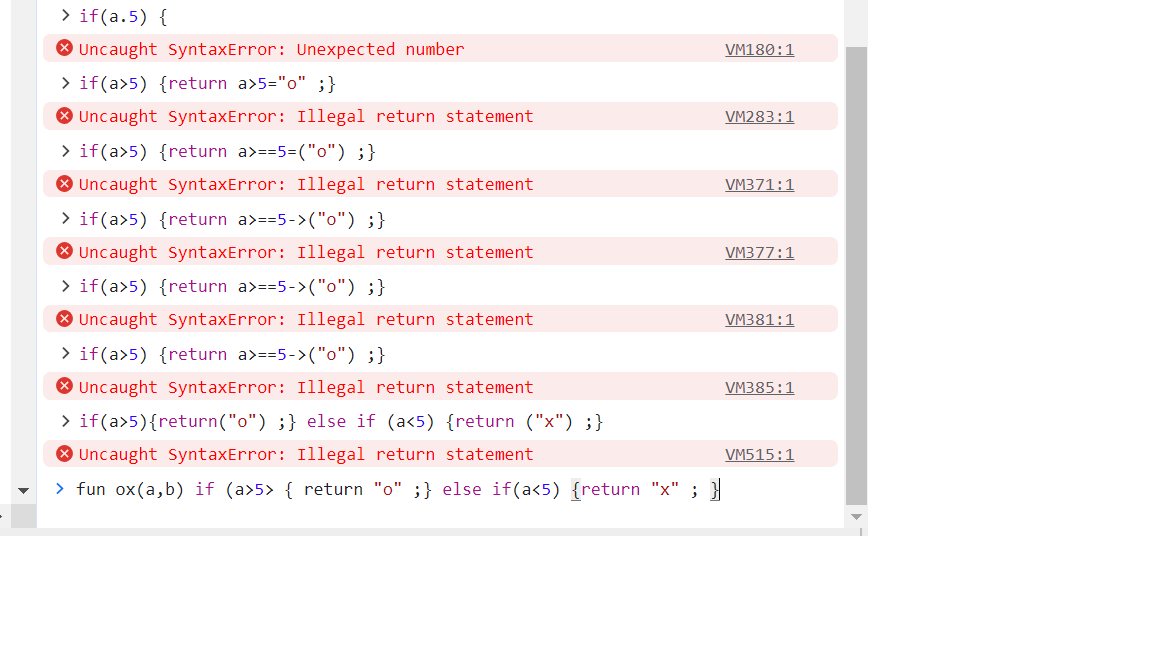 > if(a.5) {
Uncaught SyntaxError: Unexpected number VM180:1
> if(a>5) {return a>5="o" ;}
Uncaught SyntaxError: Illegal return statement VM283:1
> if(a>5) {return a>==5=("o") ;}
Uncaught SyntaxError: Illegal return statement VM371:1
> if(a>5) {return a>==5->("o") ;}
Uncaught SyntaxError: Illegal return statement VM377:1
> if(a>5) {return a>==5->("o") ;}
Uncaught SyntaxError: Illegal return statement VM381:1
> if(a>5) {return a>==5->("o") ;}
Uncaught SyntaxError: Illegal return statement VM385:1
> if(a>5){return("o") ;} else if (a<5) {return ("x") ;}
Uncaught SyntaxError: Illegal return statement VM515:1
> fun ox(a,b) if (a>5> { return "o" ;} else if(a<5) {return "x" ; }